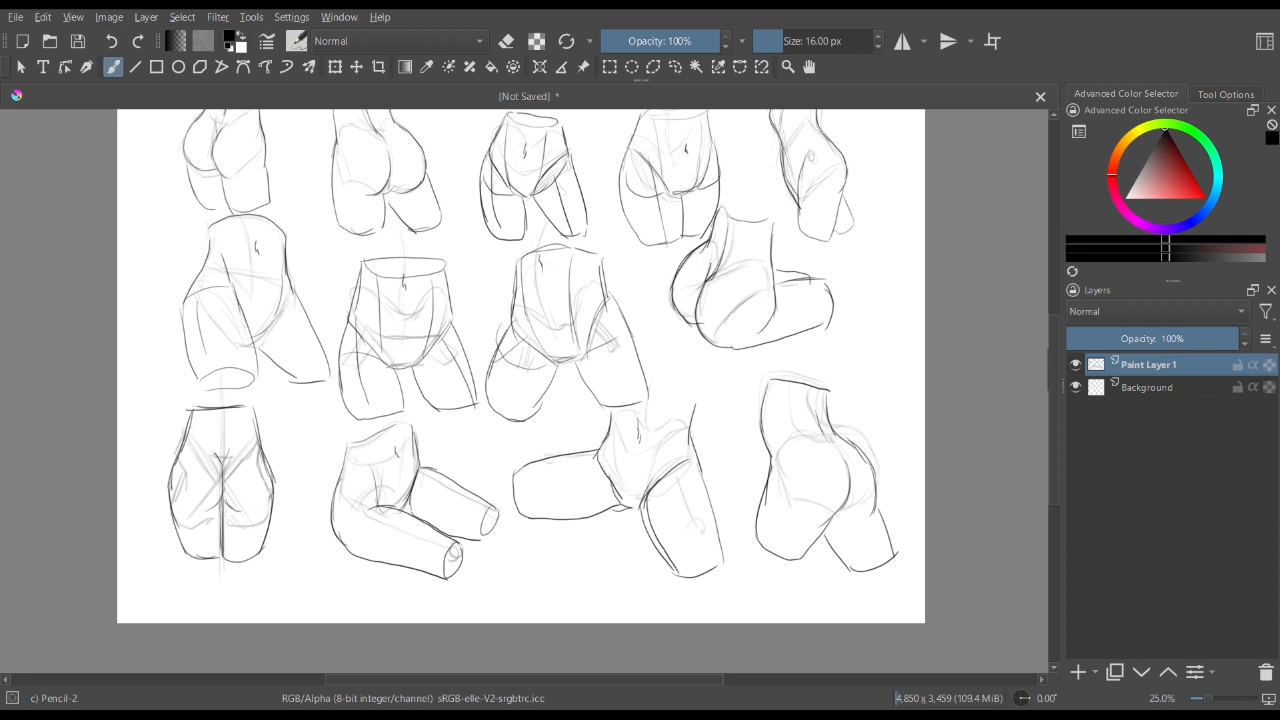 File Edit View Image Layer Select Filter Tools Settings Window Help
Normal Opacity: 100% Size: 16.00 px
[Not Saved] *
Advanced Color Selector Tool Options
Advanced Color Selector
Layers
Normal
Opacity: 100%
Paint Layer 1
Background
c) Pencil-2 RGB/Alpha (8-bit integer/channel) sRGB-elle-V2-srgbtrc.icc 4,850 x 3,459 (109.4 MiB) 0.00° 25.0%